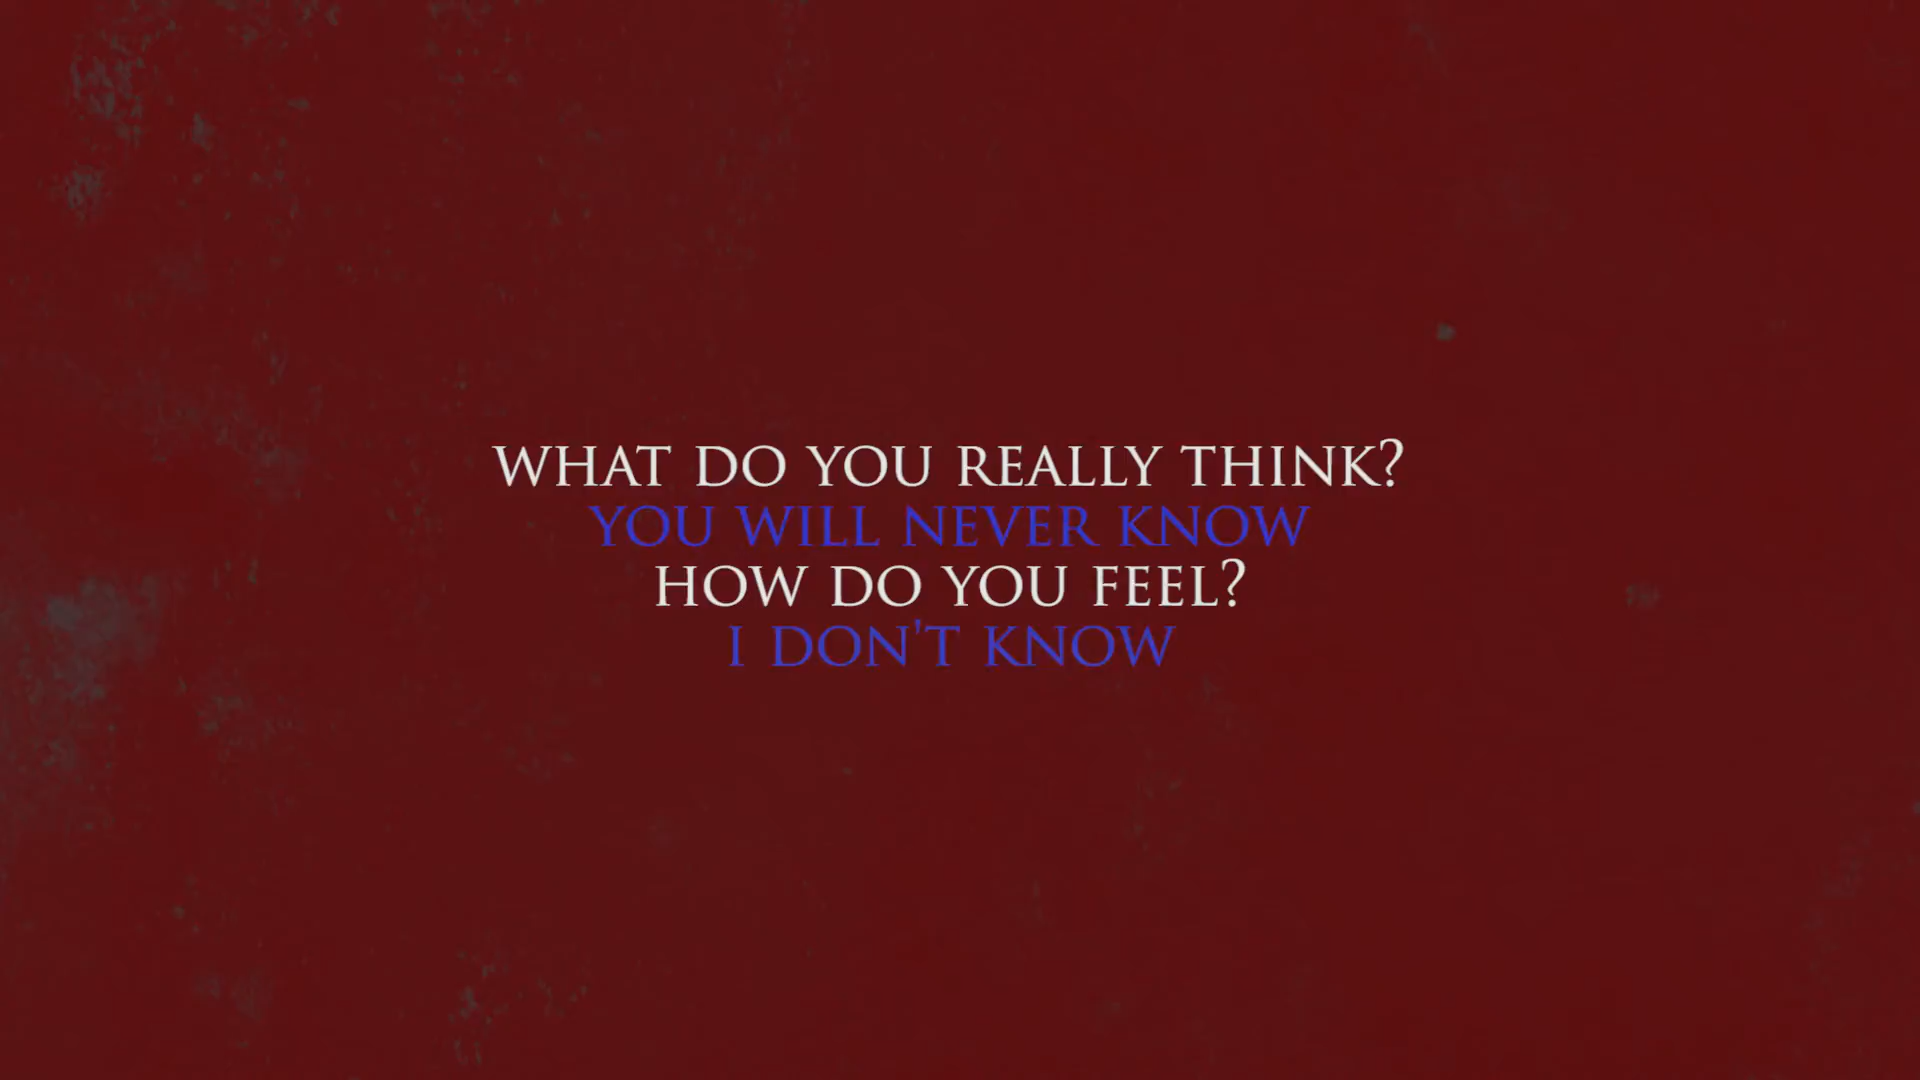 WHAT DO YOU REALLY THINK?
YOU WILL NEVER KNOW
HOW DO YOU FEEL?
I DON'T KNOW